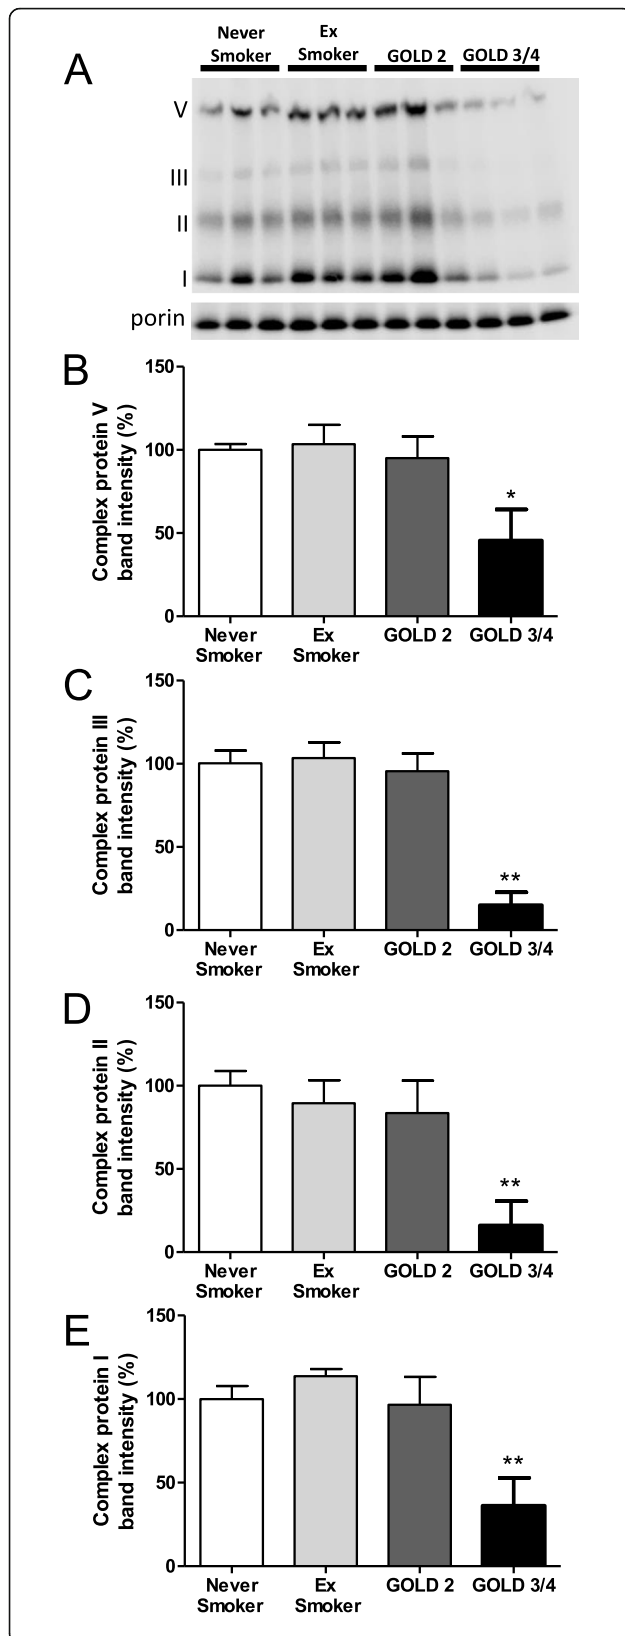 A
Never
Smoker
Ex
Smoker
GOLD 2
GOLD 3/4
V
III
II
I
porin
B
Complex protein V
band intensity (%)
150
100
50
0
*
Never
Smoker
Ex
Smoker
GOLD 2
GOLD 3/4
C
Complex protein III
band intensity (%)
150
100
50
0
**
Never
Smoker
Ex
Smoker
GOLD 2
GOLD 3/4
D
Complex protein II
band intensity (%)
150
100
50
0
**
Never
Smoker
Ex
Smoker
GOLD 2
GOLD 3/4
E
Complex protein I
band intensity (%)
150
100
50
0
**
Never
Smoker
Ex
Smoker
GOLD 2
GOLD 3/4